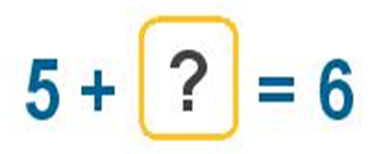 5 + ? = 6